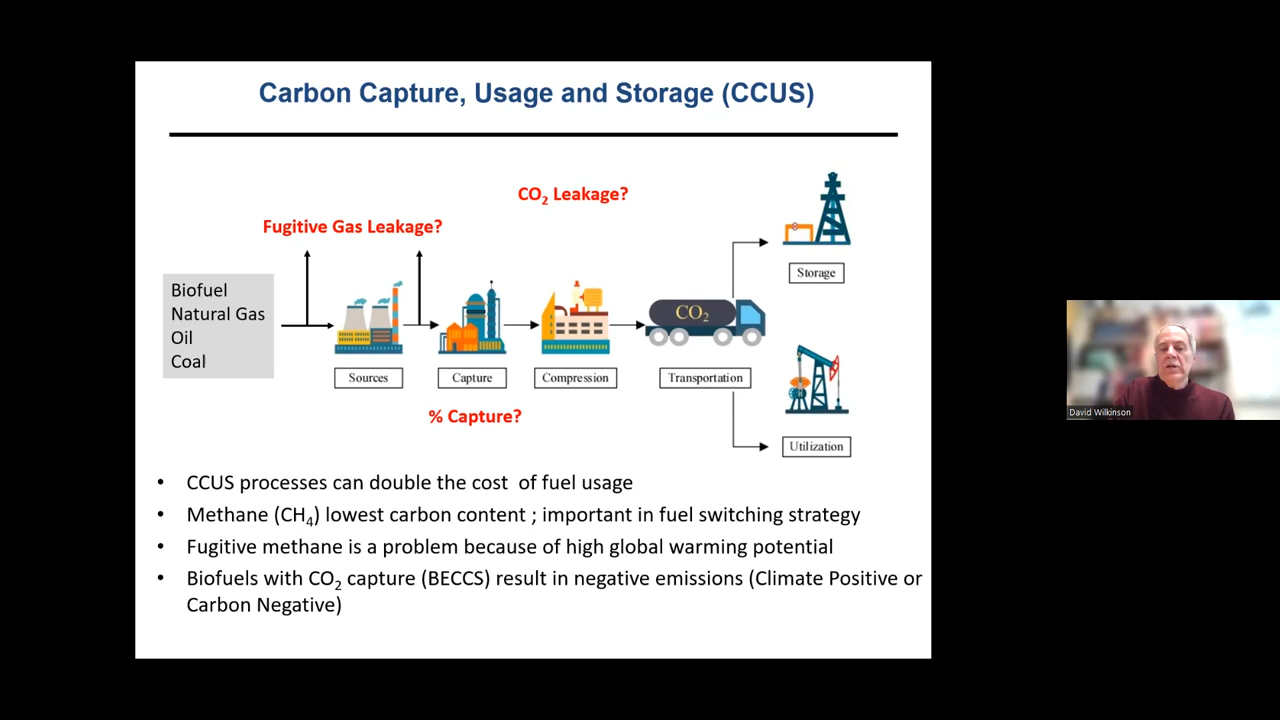 Carbon Capture, Usage and Storage (CCUS)
CO2 Leakage?
Fugitive Gas Leakage?
Biofuel
Natural Gas
Oil
Coal
CO2
Storage
Sources
Capture
Compression
Transportation
% Capture?
Utilization
• CCUS processes can double the cost of fuel usage
• Methane (CH4) lowest carbon content ; important in fuel switching strategy
• Fugitive methane is a problem because of high global warming potential
• Biofuels with CO2 capture (BECCS) result in negative emissions (Climate Positive or
Carbon Negative)
David Wilkinson